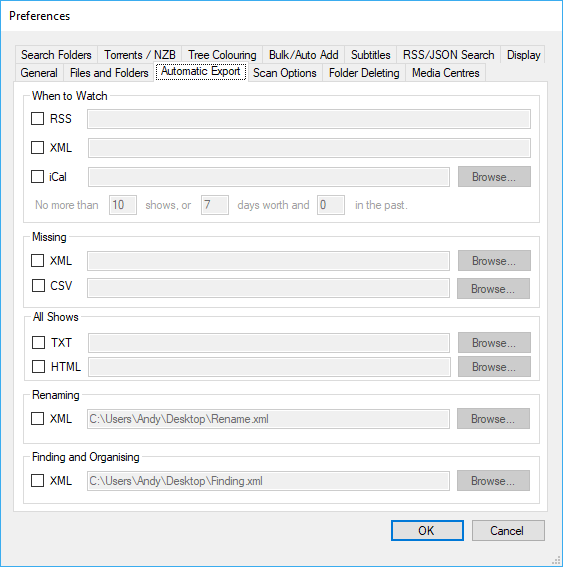 Preferences
Search Folders Torrents / NZB Tree Colouring Bulk/Auto Add Subtitles RSS/JSON Search Display
General Files and Folders Automatic Export Scan Options Folder Deleting Media Centres
When to Watch
RSS
XML
iCal Browse...
No more than 10 shows, or 7 days worth and 0 in the past.
Missing
XML Browse...
CSV Browse...
All Shows
TXT Browse...
HTML Browse...
Renaming
XML C:\Users\Andy\Desktop\Rename.xml Browse...
Finding and Organising
XML C:\Users\Andy\Desktop\Finding.xml Browse...
OK Cancel